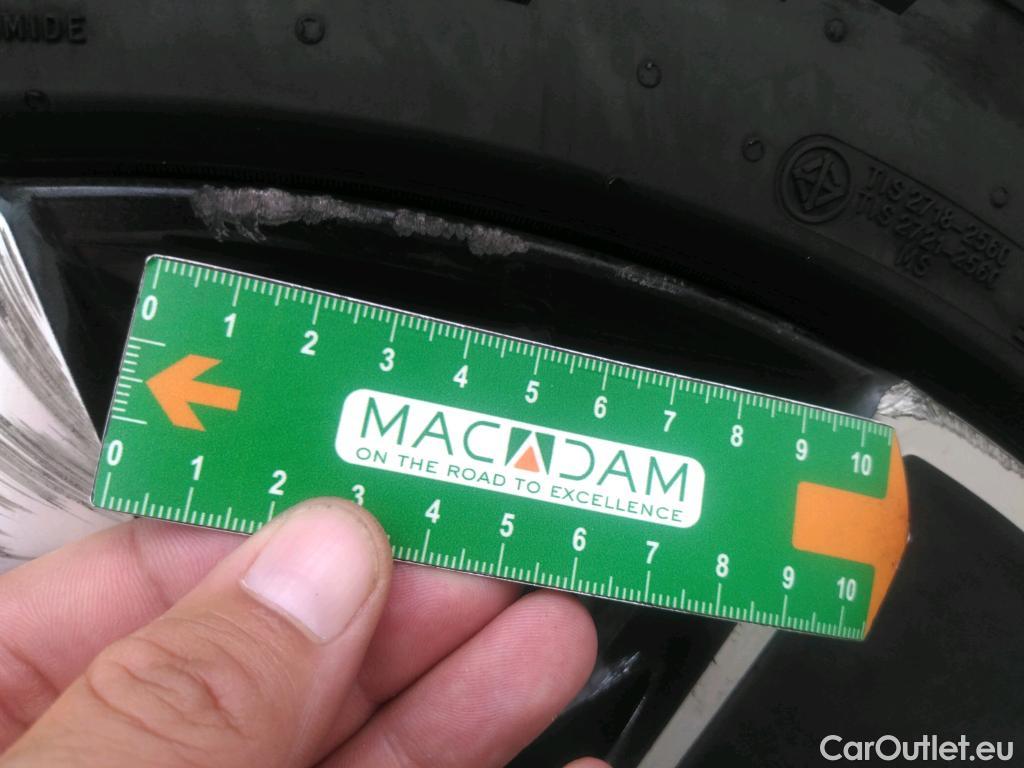 MIDE
TIS 2718-2560
TIS 2721-2560
MS
0 1 2 3 4 5 6 7 8 9 10
MACADAM
ON THE ROAD TO EXCELLENCE
0 1 2 3 4 5 6 7 8 9 10
CarOutlet.eu